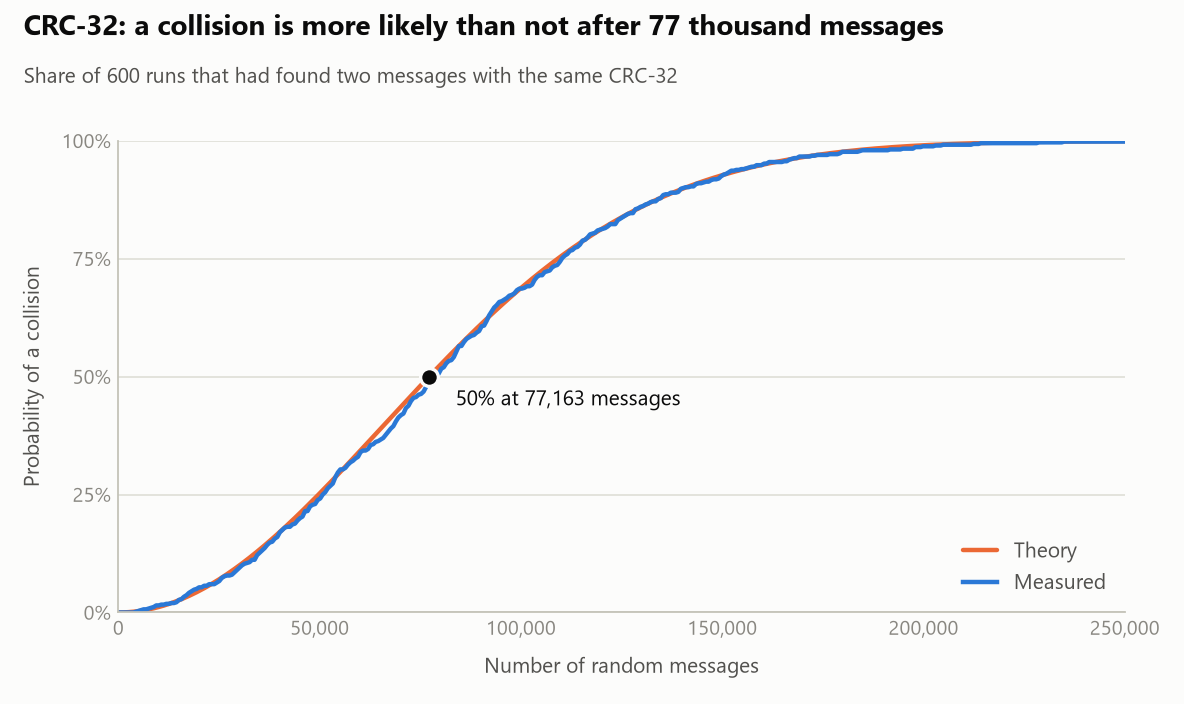 CRC-32: a collision is more likely than not after 77 thousand messages
Share of 600 runs that had found two messages with the same CRC-32
Probability of a collision
100%
75%
50%
25%
0%
50% at 77,163 messages
Theory
Measured
0
50,000
100,000
150,000
200,000
250,000
Number of random messages